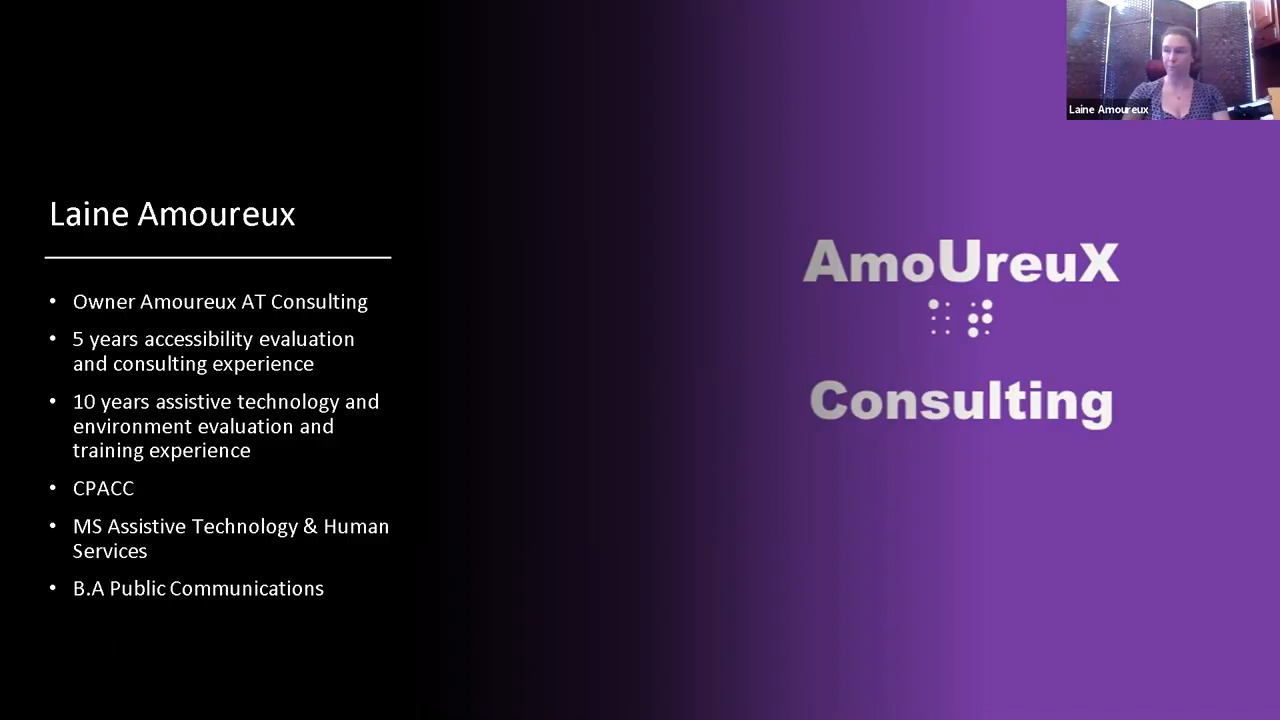 Laine Amoureux
Laine Amoureux
• Owner Amoureux AT Consulting
• 5 years accessibility evaluation
and consulting experience
• 10 years assistive technology and
environment evaluation and
training experience
• CPACC
• MS Assistive Technology & Human
Services
• B.A Public Communications
AmoUreuX
⠁⠞
Consulting